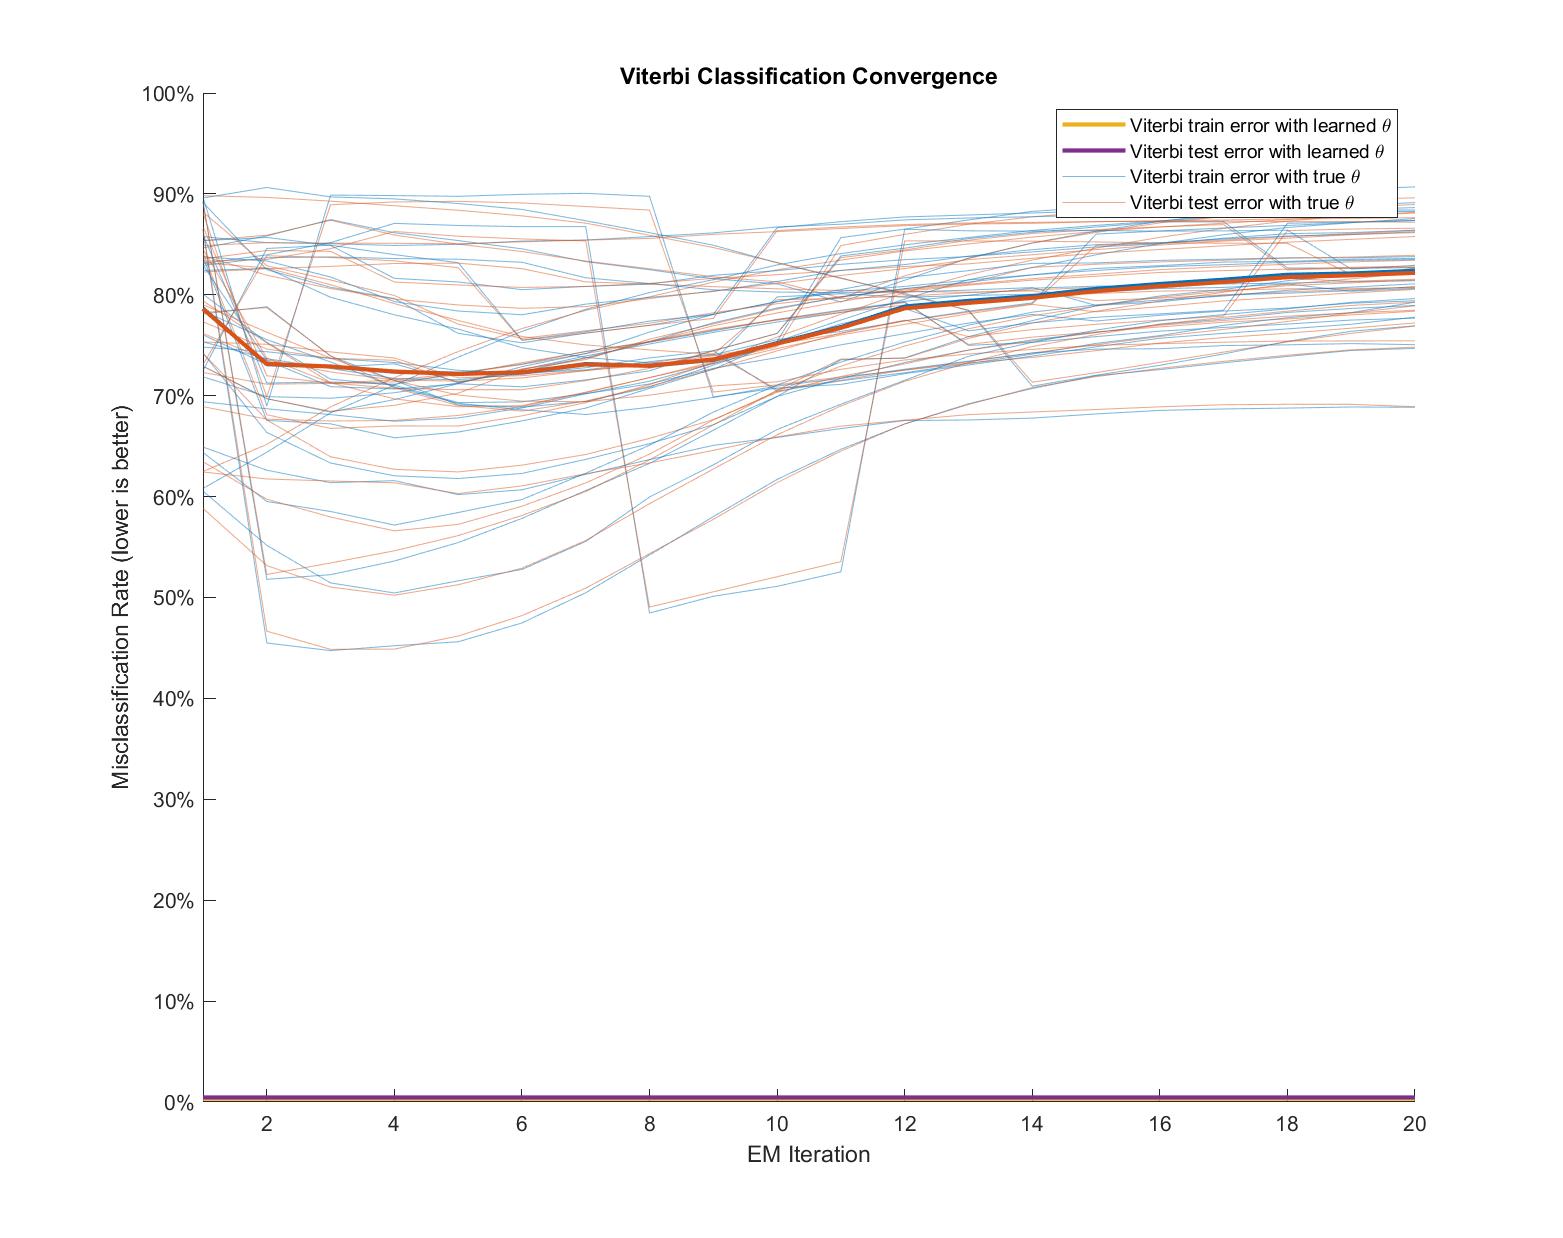 Viterbi Classification Convergence
100%
90%
80%
70%
60%
50%
40%
30%
20%
10%
0%
Misclassification Rate (lower is better)
Viterbi train error with learned θ
Viterbi test error with learned θ
Viterbi train error with true θ
Viterbi test error with true θ
2 4 6 8 10 12 14 16 18 20
EM Iteration